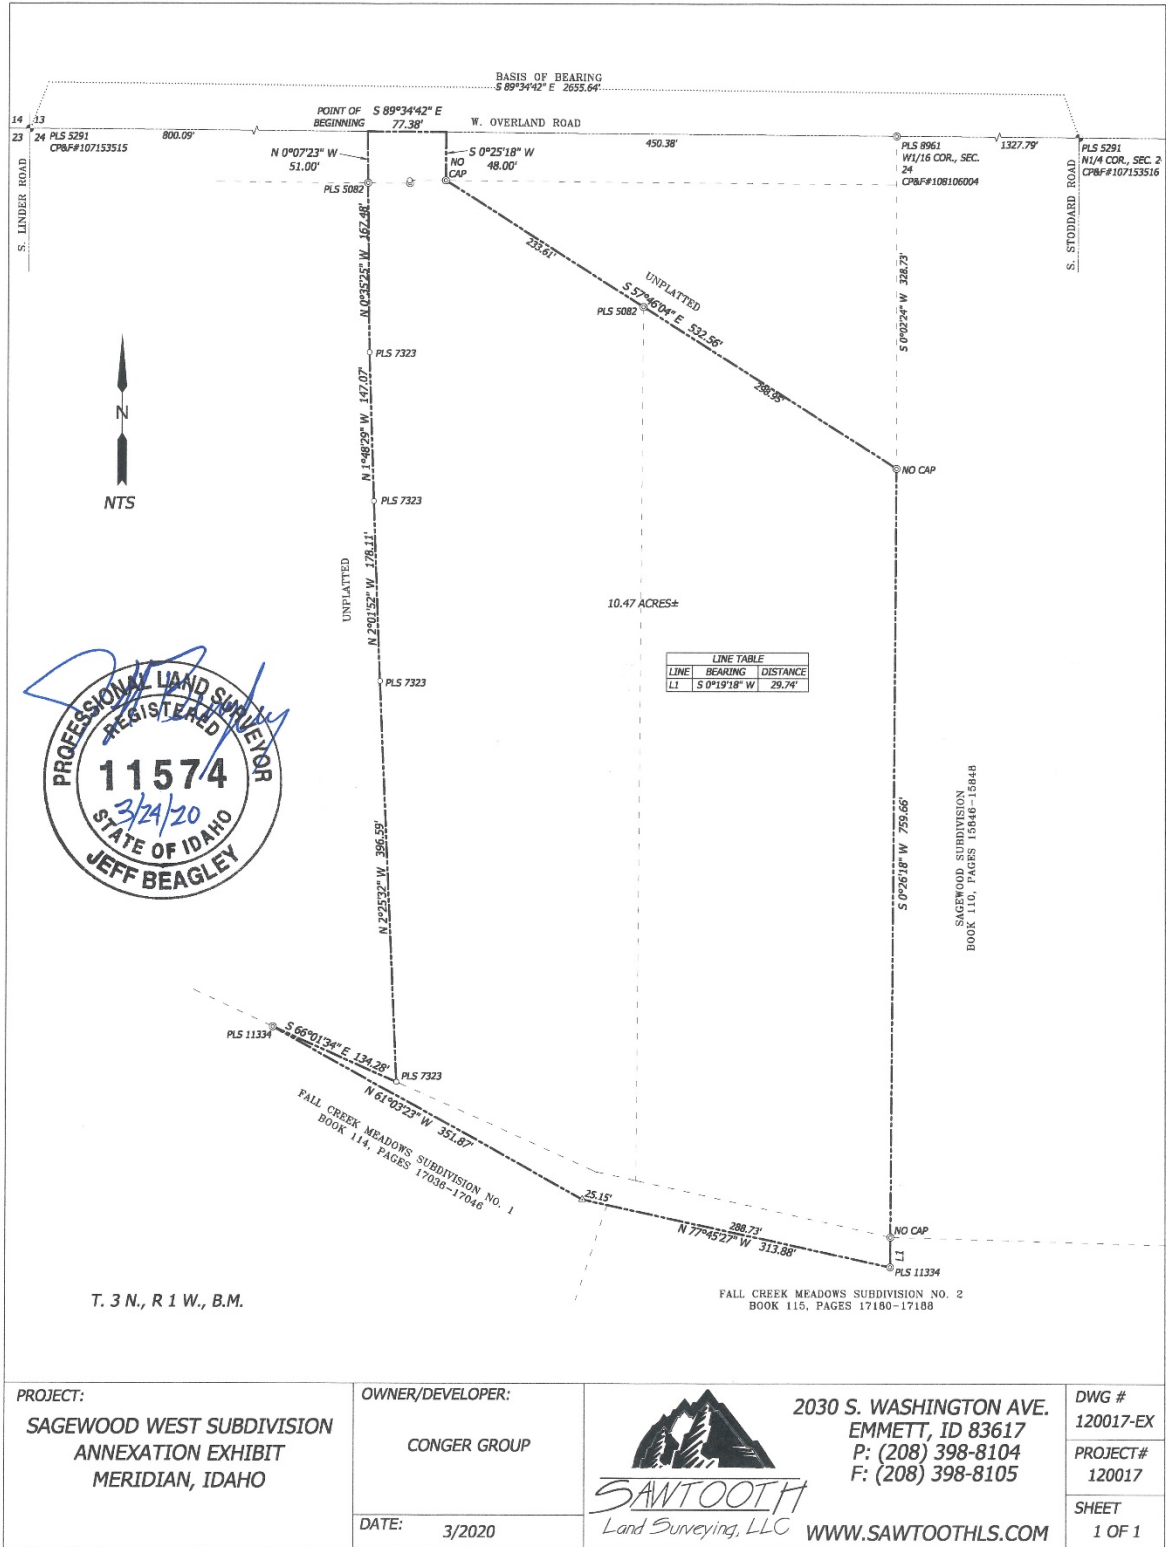 BASIS OF BEARING
S 89°34'42" E 2655.64'
14 13
23 24
PLS 5291
CP&F#107153515
800.09'
POINT OF
BEGINNING
S 89°34'42" E
77.38'
W. OVERLAND ROAD
450.38'
PLS 8961
W1/16 COR., SEC.
24
CP&F#108106004
1327.79'
PLS 5291
N1/4 COR., SEC. 2
CP&F#107153516
S. LINDER ROAD
S. STODDARD ROAD
N 0°07'23" W
51.00'
S 0°25'18" W
48.00'
NO
CAP
PLS 5082
N 0°35'25" W 167.48'
233.61'
UNPLATTED
S 57°46'04" E 532.56'
PLS 5082
298.95'
S 0°02'24" W 328.73'
PLS 7323
N
NTS
N 1°48'29" W 147.07'
NO CAP
PLS 7323
UNPLATTED
N 2°01'52" W 178.11'
10.47 ACRES±
LINE TABLE
LINE BEARING DISTANCE
L1 S 0°19'18" W 29.74'
PLS 7323
PROFESSIONAL LAND SURVEYOR
REGISTERED
11574
3/24/20
STATE OF IDAHO
JEFF BEAGLEY
N 2°25'32" W 396.59'
S 0°26'18" W 759.66'
SAGEWOOD SUBDIVISION
BOOK 110, PAGES 15846-15848
PLS 11334
S 66°01'34" E 134.28'
PLS 7323
N 61°03'23" W 351.87'
FALL CREEK MEADOWS SUBDIVISION NO. 1
BOOK 114, PAGES 17036-17046
25.15'
288.73'
N 77°45'27" W 313.88'
NO CAP
L1
PLS 11334
T. 3 N., R 1 W., B.M.
FALL CREEK MEADOWS SUBDIVISION NO. 2
BOOK 115, PAGES 17180-17188
PROJECT:
SAGEWOOD WEST SUBDIVISION
ANNEXATION EXHIBIT
MERIDIAN, IDAHO
OWNER/DEVELOPER:
CONGER GROUP
DATE: 3/2020
SAWTOOTH
Land Surveying, LLC
2030 S. WASHINGTON AVE.
EMMETT, ID 83617
P: (208) 398-8104
F: (208) 398-8105
WWW.SAWTOOTHLS.COM
DWG #
120017-EX
PROJECT#
120017
SHEET
1 OF 1